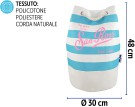 TESSUTO:
POLICOTONE
POLIESTERE
CORDA NATURALE
48 cm
Ø 30 cm